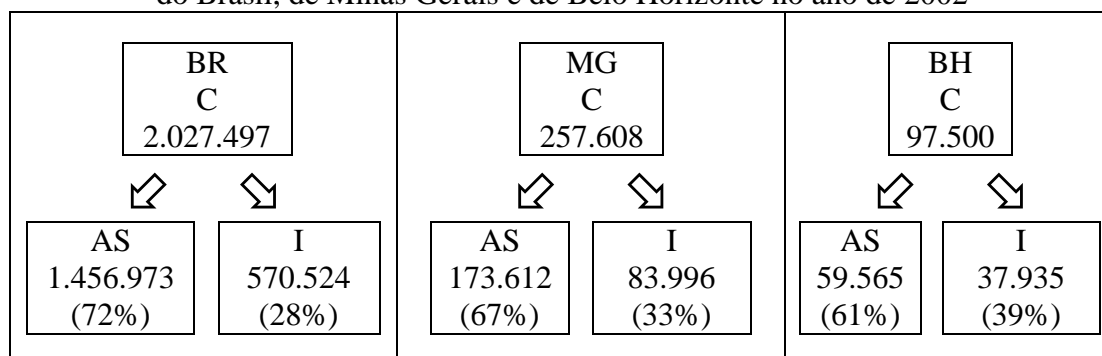 do Brasil, de Minas Gerais e de Belo Horizonte no ano de 2002
BR
C
2.027.497
AS
1.456.973
(72%)
I
570.524
(28%)
MG
C
257.608
AS
173.612
(67%)
I
83.996
(33%)
BH
C
97.500
AS
59.565
(61%)
I
37.935
(39%)